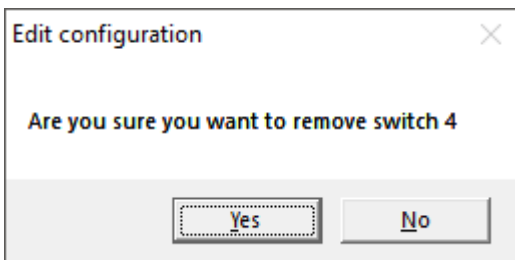 Edit configuration
Are you sure you want to remove switch 4
Yes No